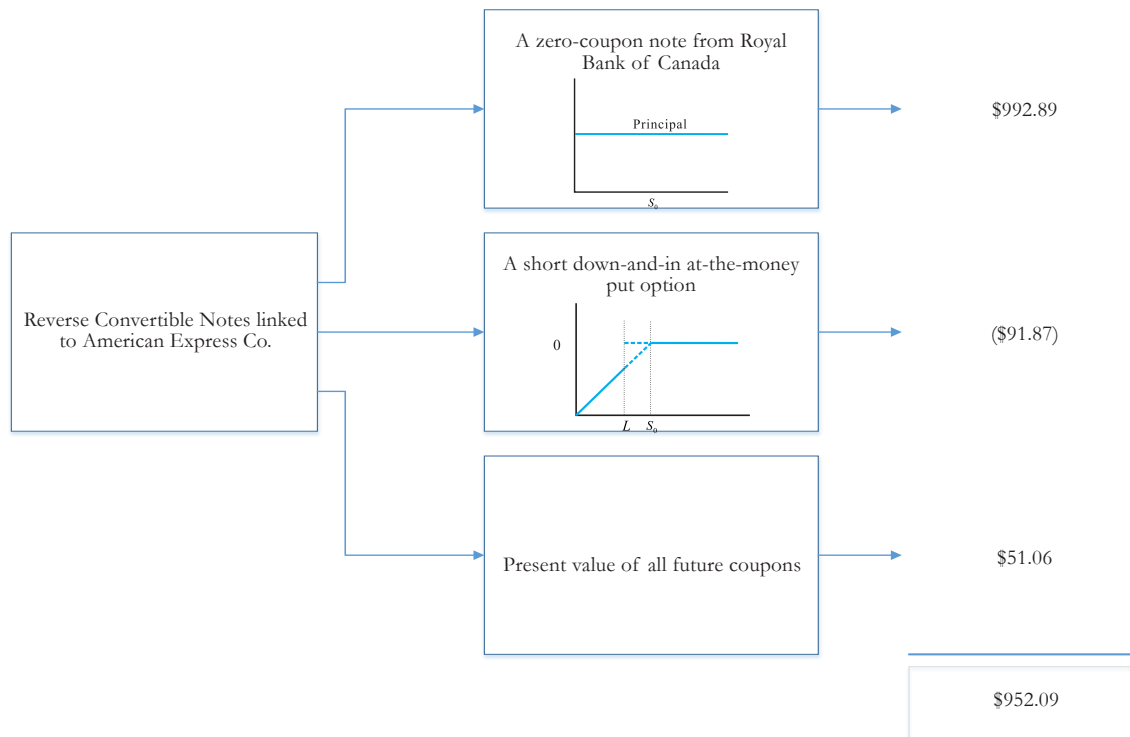 A zero-coupon note from Royal
Bank of Canada
Principal
S₀
$992.89
Reverse Convertible Notes linked
to American Express Co.
A short down-and-in at-the-money
put option
0
L S₀
($91.87)
Present value of all future coupons
$51.06
$952.09